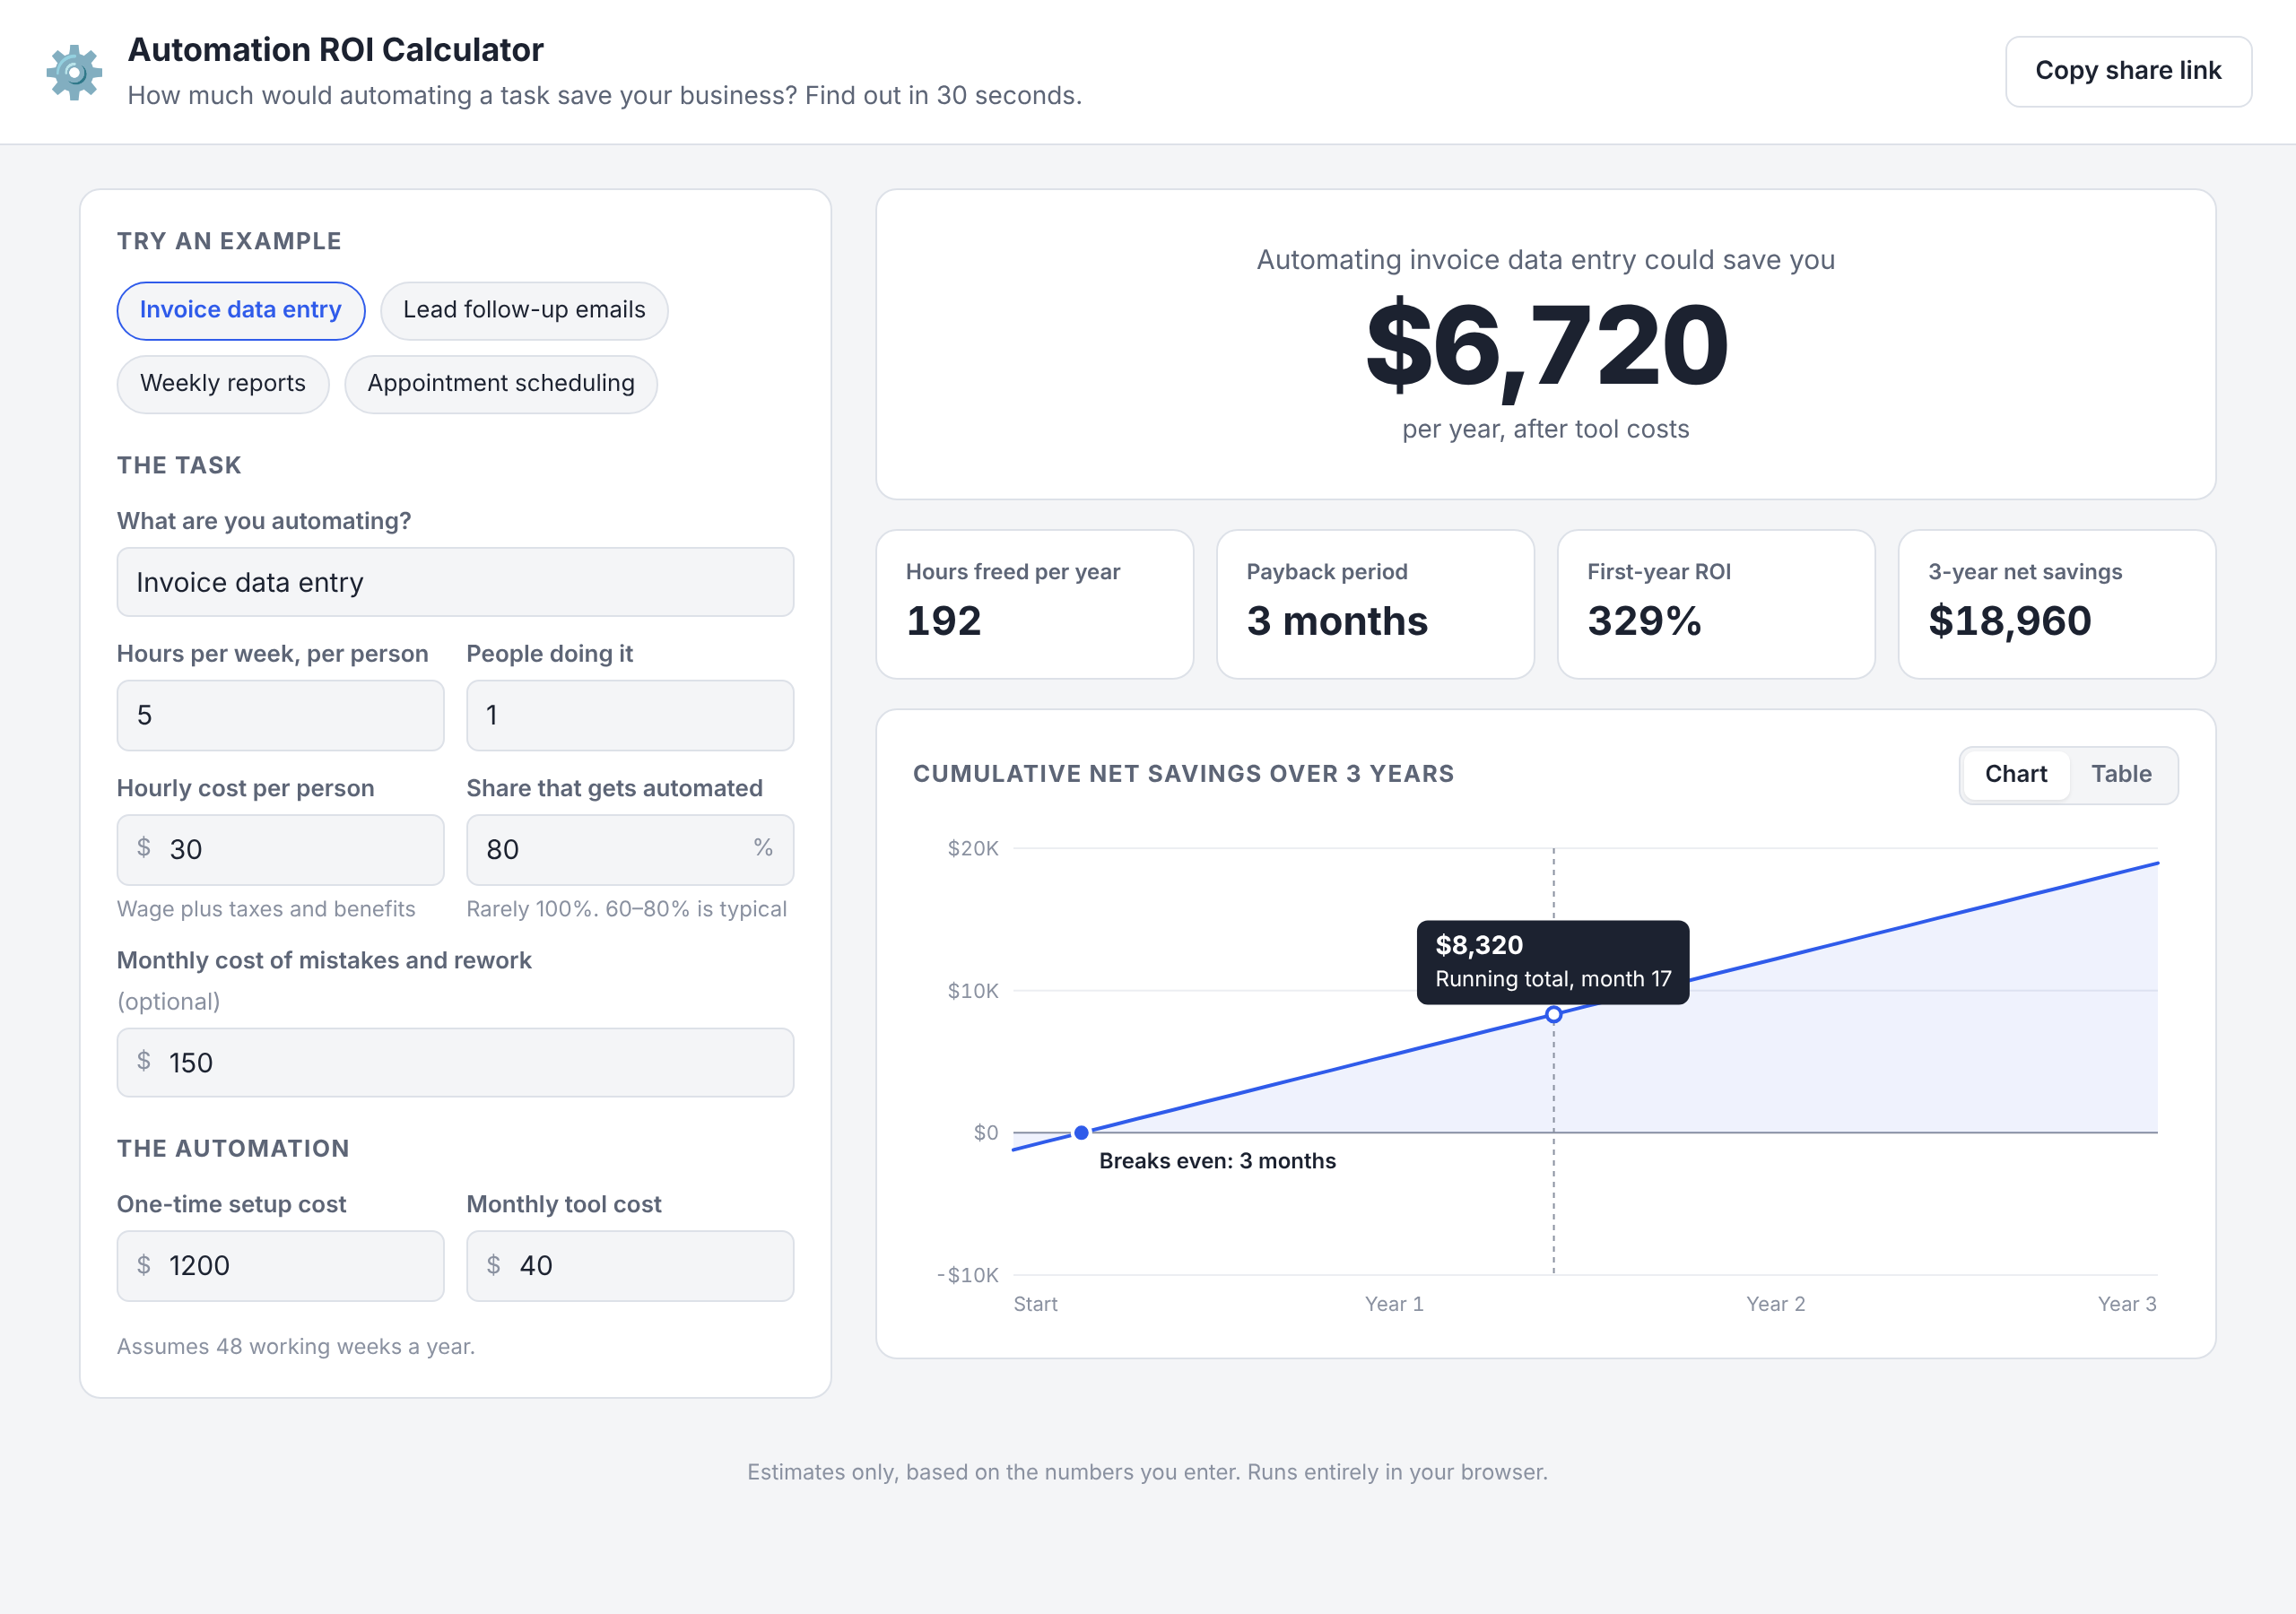 Automation ROI Calculator
How much would automating a task save your business? Find out in 30 seconds.
Copy share link
TRY AN EXAMPLE
Invoice data entry
Lead follow-up emails
Weekly reports
Appointment scheduling
THE TASK
What are you automating?
Invoice data entry
Hours per week, per person
People doing it
5
1
Hourly cost per person
Share that gets automated
$ 30
80 %
Wage plus taxes and benefits
Rarely 100%. 60–80% is typical
Monthly cost of mistakes and rework
(optional)
$ 150
THE AUTOMATION
One-time setup cost
Monthly tool cost
$ 1200
$ 40
Assumes 48 working weeks a year.
Automating invoice data entry could save you
$6,720
per year, after tool costs
Hours freed per year
192
Payback period
3 months
First-year ROI
329%
3-year net savings
$18,960
CUMULATIVE NET SAVINGS OVER 3 YEARS
Chart
Table
$20K
$8,320
Running total, month 17
$10K
$0
Breaks even: 3 months
-$10K
Start
Year 1
Year 2
Year 3
Estimates only, based on the numbers you enter. Runs entirely in your browser.